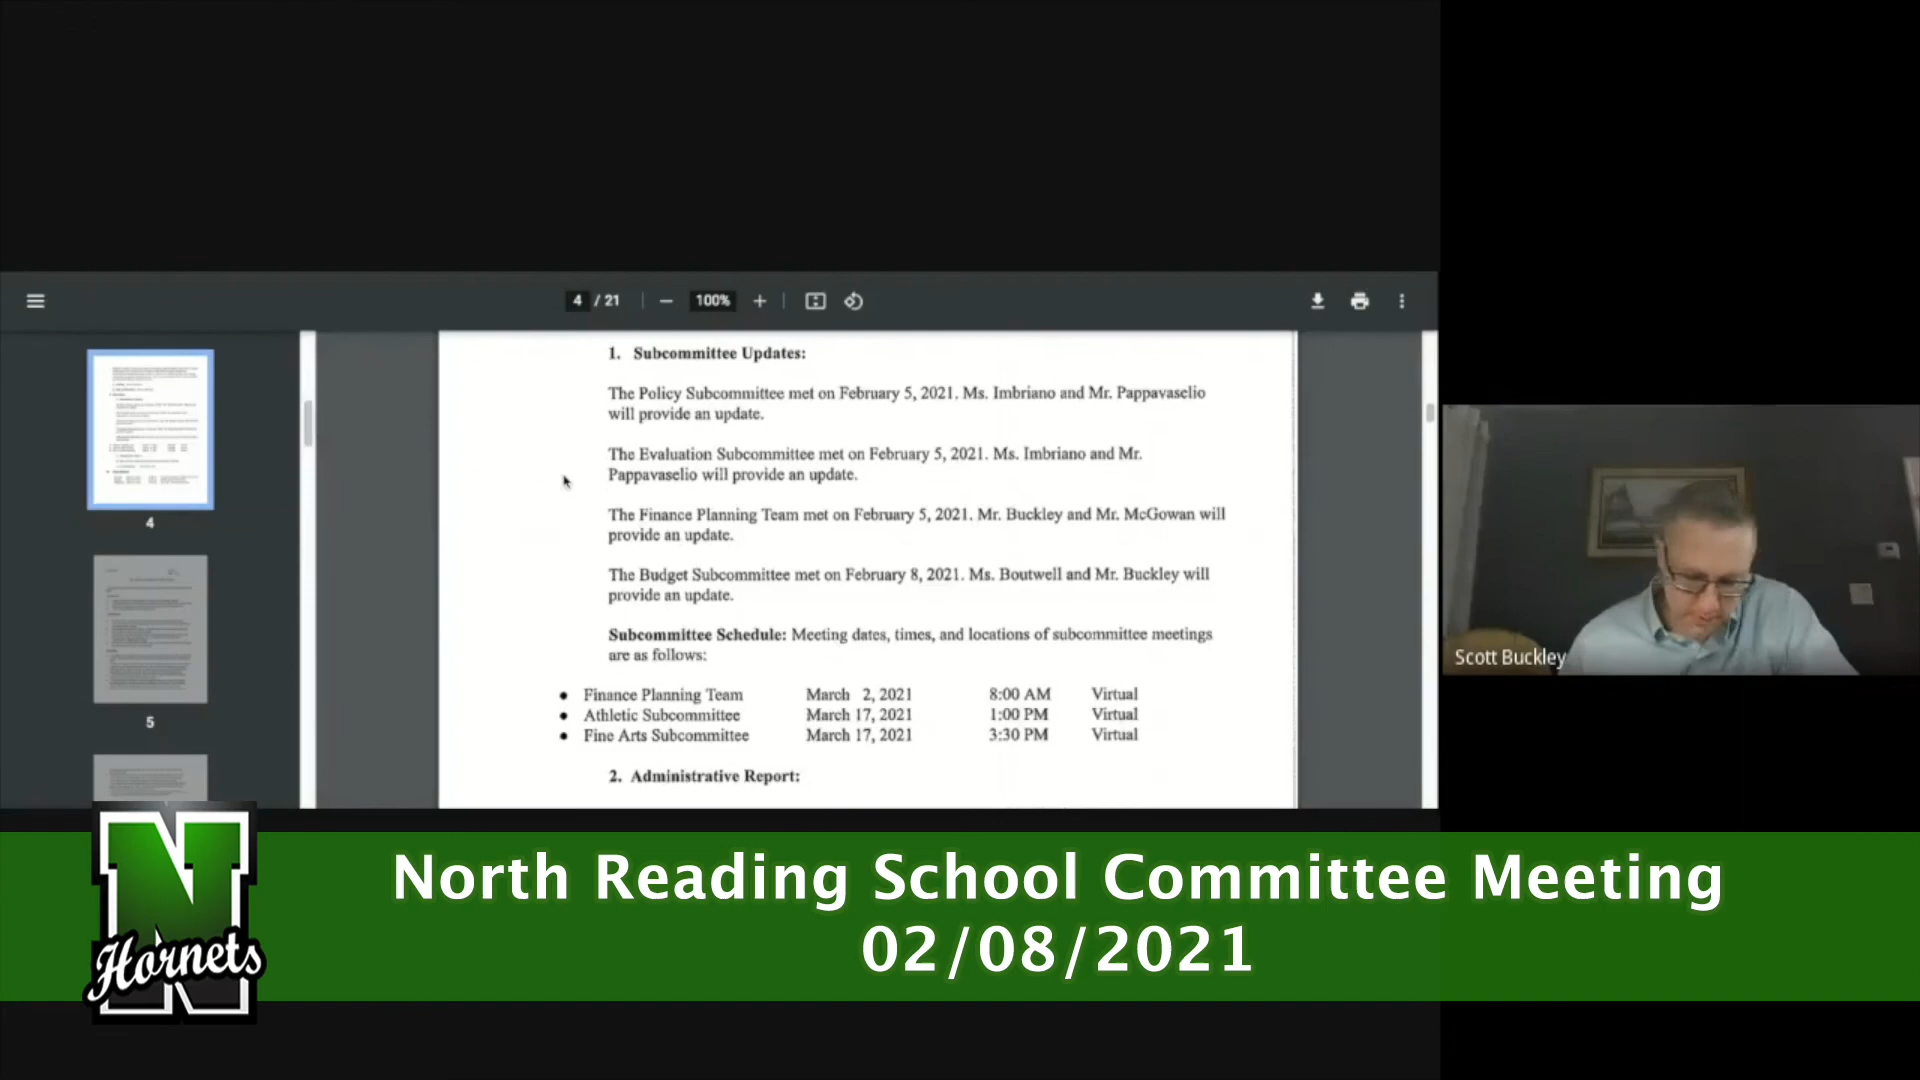 4 / 21
100%
1. Subcommittee Updates:
The Policy Subcommittee met on February 5, 2021. Ms. Imbriano and Mr. Pappavaselio
will provide an update.
The Evaluation Subcommittee met on February 5, 2021. Ms. Imbriano and Mr.
Pappavaselio will provide an update.
The Finance Planning Team met on February 5, 2021. Mr. Buckley and Mr. McGowan will
provide an update.
The Budget Subcommittee met on February 8, 2021. Ms. Boutwell and Mr. Buckley will
provide an update.
Subcommittee Schedule: Meeting dates, times, and locations of subcommittee meetings
are as follows:
• Finance Planning Team March 2, 2021 8:00 AM Virtual
• Athletic Subcommittee March 17, 2021 1:00 PM Virtual
• Fine Arts Subcommittee March 17, 2021 3:30 PM Virtual
2. Administrative Report:
4
5
Scott Buckley
N
Hornets
North Reading School Committee Meeting
02/08/2021